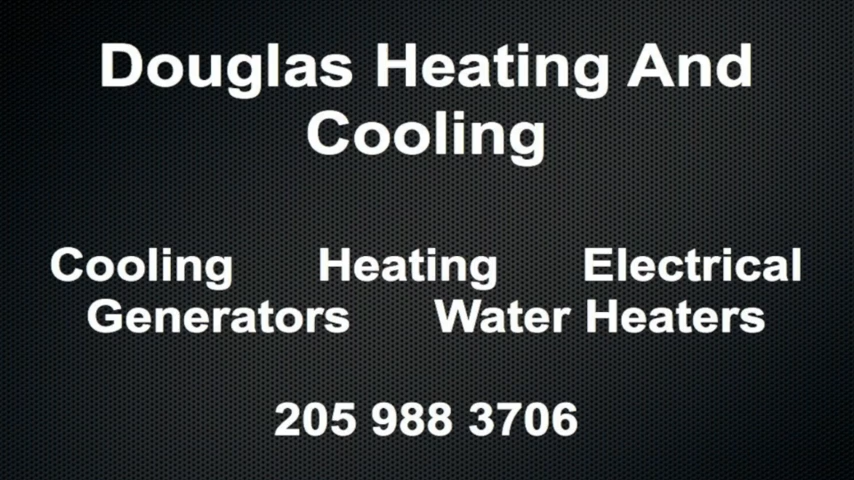 Douglas Heating And
Cooling
Cooling Heating Electrical
Generators Water Heaters
205 988 3706